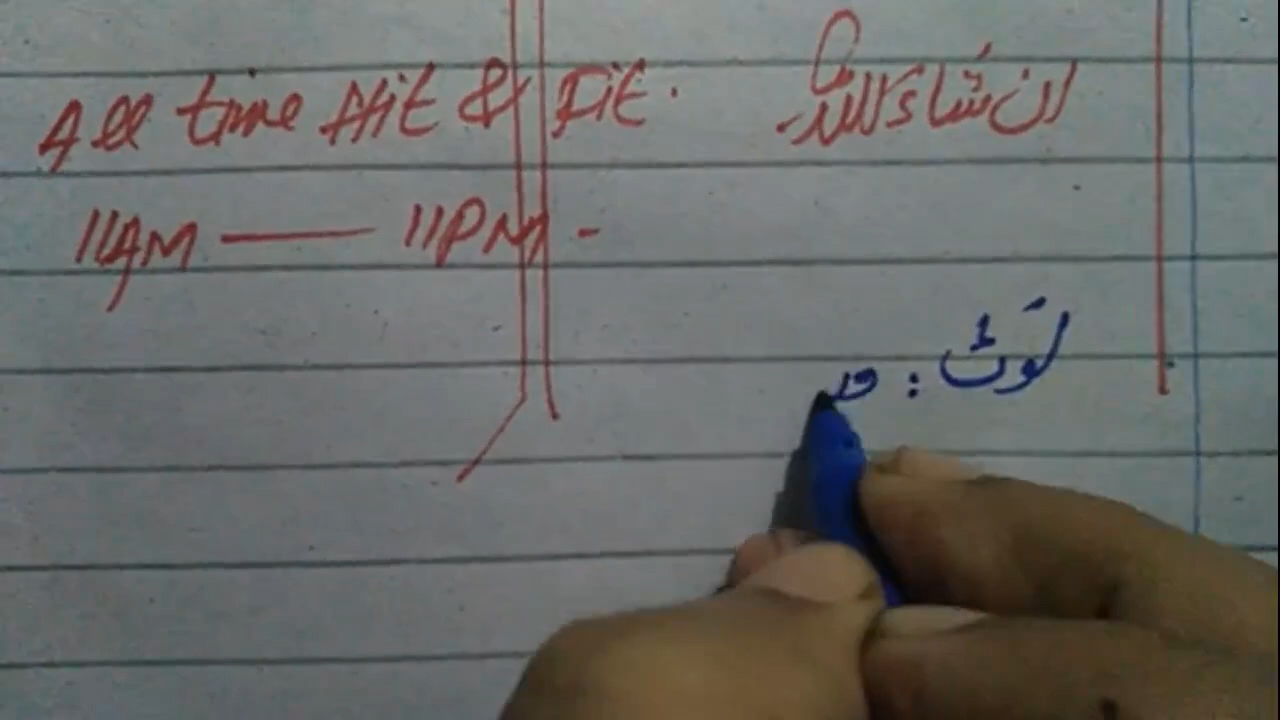 All time Hit & Fit. ان شاء اللہ۔
11AM —— 11PM -
نوٹ :